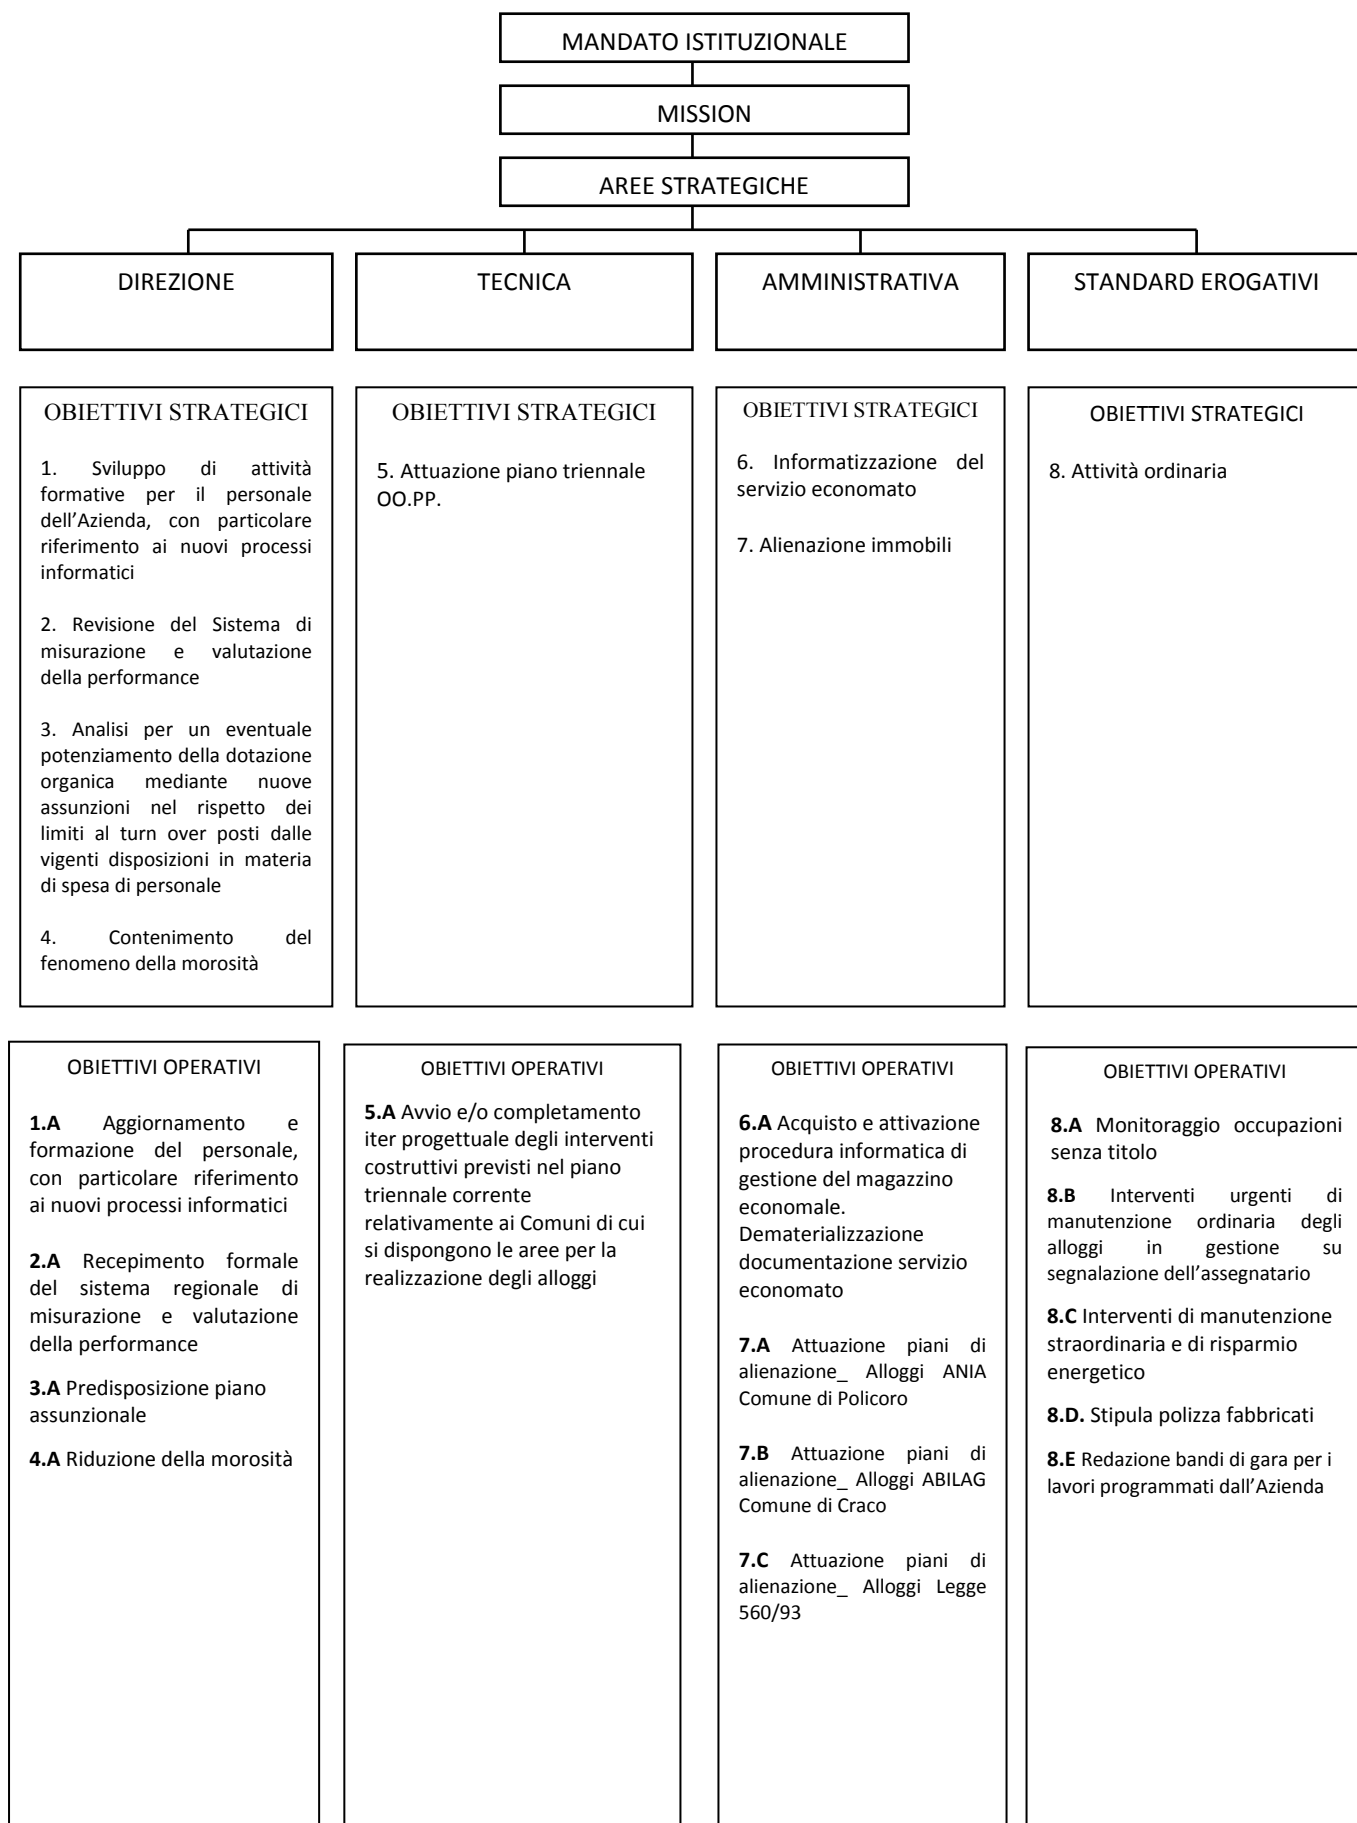 MANDATO ISTITUZIONALE
MISSION
AREE STRATEGICHE
DIREZIONE
TECNICA
AMMINISTRATIVA
STANDARD EROGATIVI
OBIETTIVI STRATEGICI
1. Sviluppo di attività
formative per il personale
dell’Azienda, con particolare
riferimento ai nuovi processi
informatici
2. Revisione del Sistema di
misurazione e valutazione
della performance
3. Analisi per un eventuale
potenziamento della dotazione
organica mediante nuove
assunzioni nel rispetto dei
limiti al turn over posti dalle
vigenti disposizioni in materia
di spesa di personale
4. Contenimento del
fenomeno della morosità
OBIETTIVI STRATEGICI
5. Attuazione piano triennale
OO.PP.
OBIETTIVI STRATEGICI
6. Informatizzazione del
servizio economato
7. Alienazione immobili
OBIETTIVI STRATEGICI
8. Attività ordinaria
OBIETTIVI OPERATIVI
1.A Aggiornamento e
formazione del personale,
con particolare riferimento
ai nuovi processi informatici
2.A Recepimento formale
del sistema regionale di
misurazione e valutazione
della performance
3.A Predisposizione piano
assunzionale
4.A Riduzione della morosità
OBIETTIVI OPERATIVI
5.A Avvio e/o completamento
iter progettuale degli interventi
costruttivi previsti nel piano
triennale corrente
relativamente ai Comuni di cui
si dispongono le aree per la
realizzazione degli alloggi
OBIETTIVI OPERATIVI
6.A Acquisto e attivazione
procedura informatica di
gestione del magazzino
economale.
Dematerializzazione
documentazione servizio
economato
7.A Attuazione piani di
alienazione_ Alloggi ANIA
Comune di Policoro
7.B Attuazione piani di
alienazione_ Alloggi ABILAG
Comune di Craco
7.C Attuazione piani di
alienazione_ Alloggi Legge
560/93
OBIETTIVI OPERATIVI
8.A Monitoraggio occupazioni
senza titolo
8.B Interventi urgenti di
manutenzione ordinaria degli
alloggi in gestione su
segnalazione dell’assegnatario
8.C Interventi di manutenzione
straordinaria e di risparmio
energetico
8.D. Stipula polizza fabbricati
8.E Redazione bandi di gara per i
lavori programmati dall’Azienda